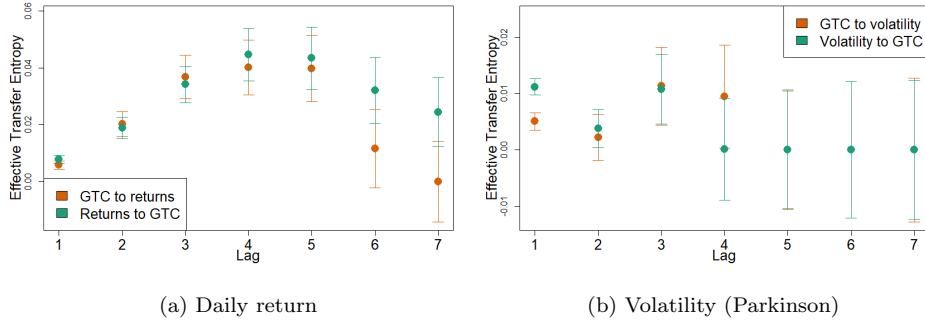 Effective Transfer Entropy
0.06
0.04
0.02
0.00
GTC to returns
Returns to GTC
1 2 3 4 5 6 7
Lag
(a) Daily return
Effective Transfer Entropy
0.02
0.01
0.00
-0.01
GTC to volatility
Volatility to GTC
1 2 3 4 5 6 7
Lag
(b) Volatility (Parkinson)